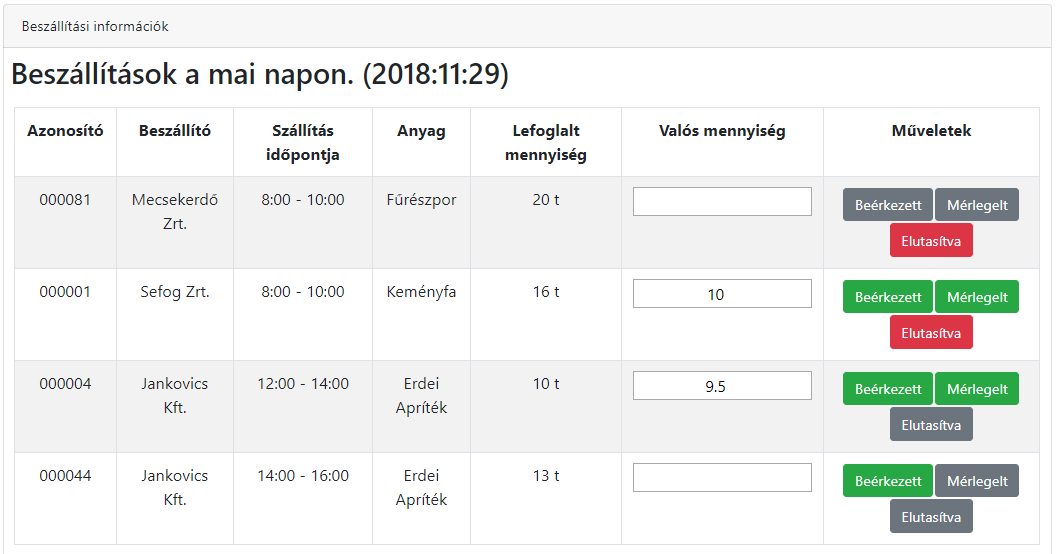 Beszállítási információk
Beszállítások a mai napon. (2018:11:29)
Azonosító Beszállító Szállítás időpontja Anyag Lefoglalt mennyiség Valós mennyiség Műveletek
000081 Mecsekerdő Zrt. 8:00 - 10:00 Fűrészpor 20 t Beérkezett Mérlegelt
Elutasítva
000001 Sefog Zrt. 8:00 - 10:00 Keményfa 16 t 10 Beérkezett Mérlegelt
Elutasítva
000004 Jankovics Kft. 12:00 - 14:00 Erdei Apríték 10 t 9.5 Beérkezett Mérlegelt
Elutasítva
000044 Jankovics Kft. 14:00 - 16:00 Erdei Apríték 13 t Beérkezett Mérlegelt
Elutasítva